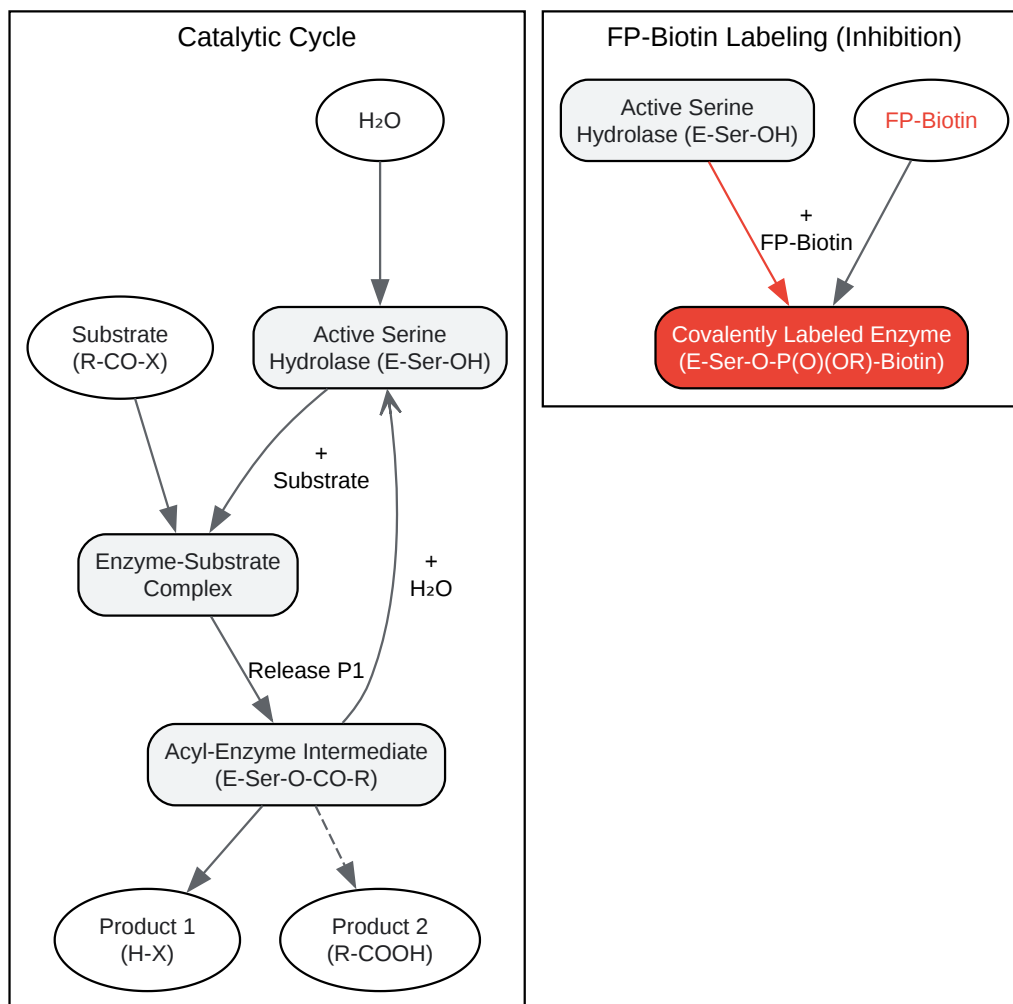 Catalytic Cycle
H₂O
Substrate
(R-CO-X)
Active Serine
Hydrolase (E-Ser-OH)
+
Substrate
Enzyme-Substrate
Complex
+
H₂O
Release P1
Acyl-Enzyme Intermediate
(E-Ser-O-CO-R)
Product 1
(H-X)
Product 2
(R-COOH)
FP-Biotin Labeling (Inhibition)
Active Serine
Hydrolase (E-Ser-OH)
FP-Biotin
+
FP-Biotin
Covalently Labeled Enzyme
(E-Ser-O-P(O)(OR)-Biotin)